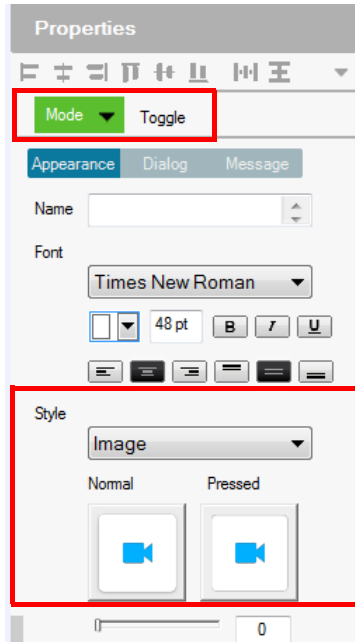 Properties
Mode Toggle
Appearance Dialog Message
Name
Font
Times New Roman
48 pt B I U
Style
Image
Normal Pressed
0